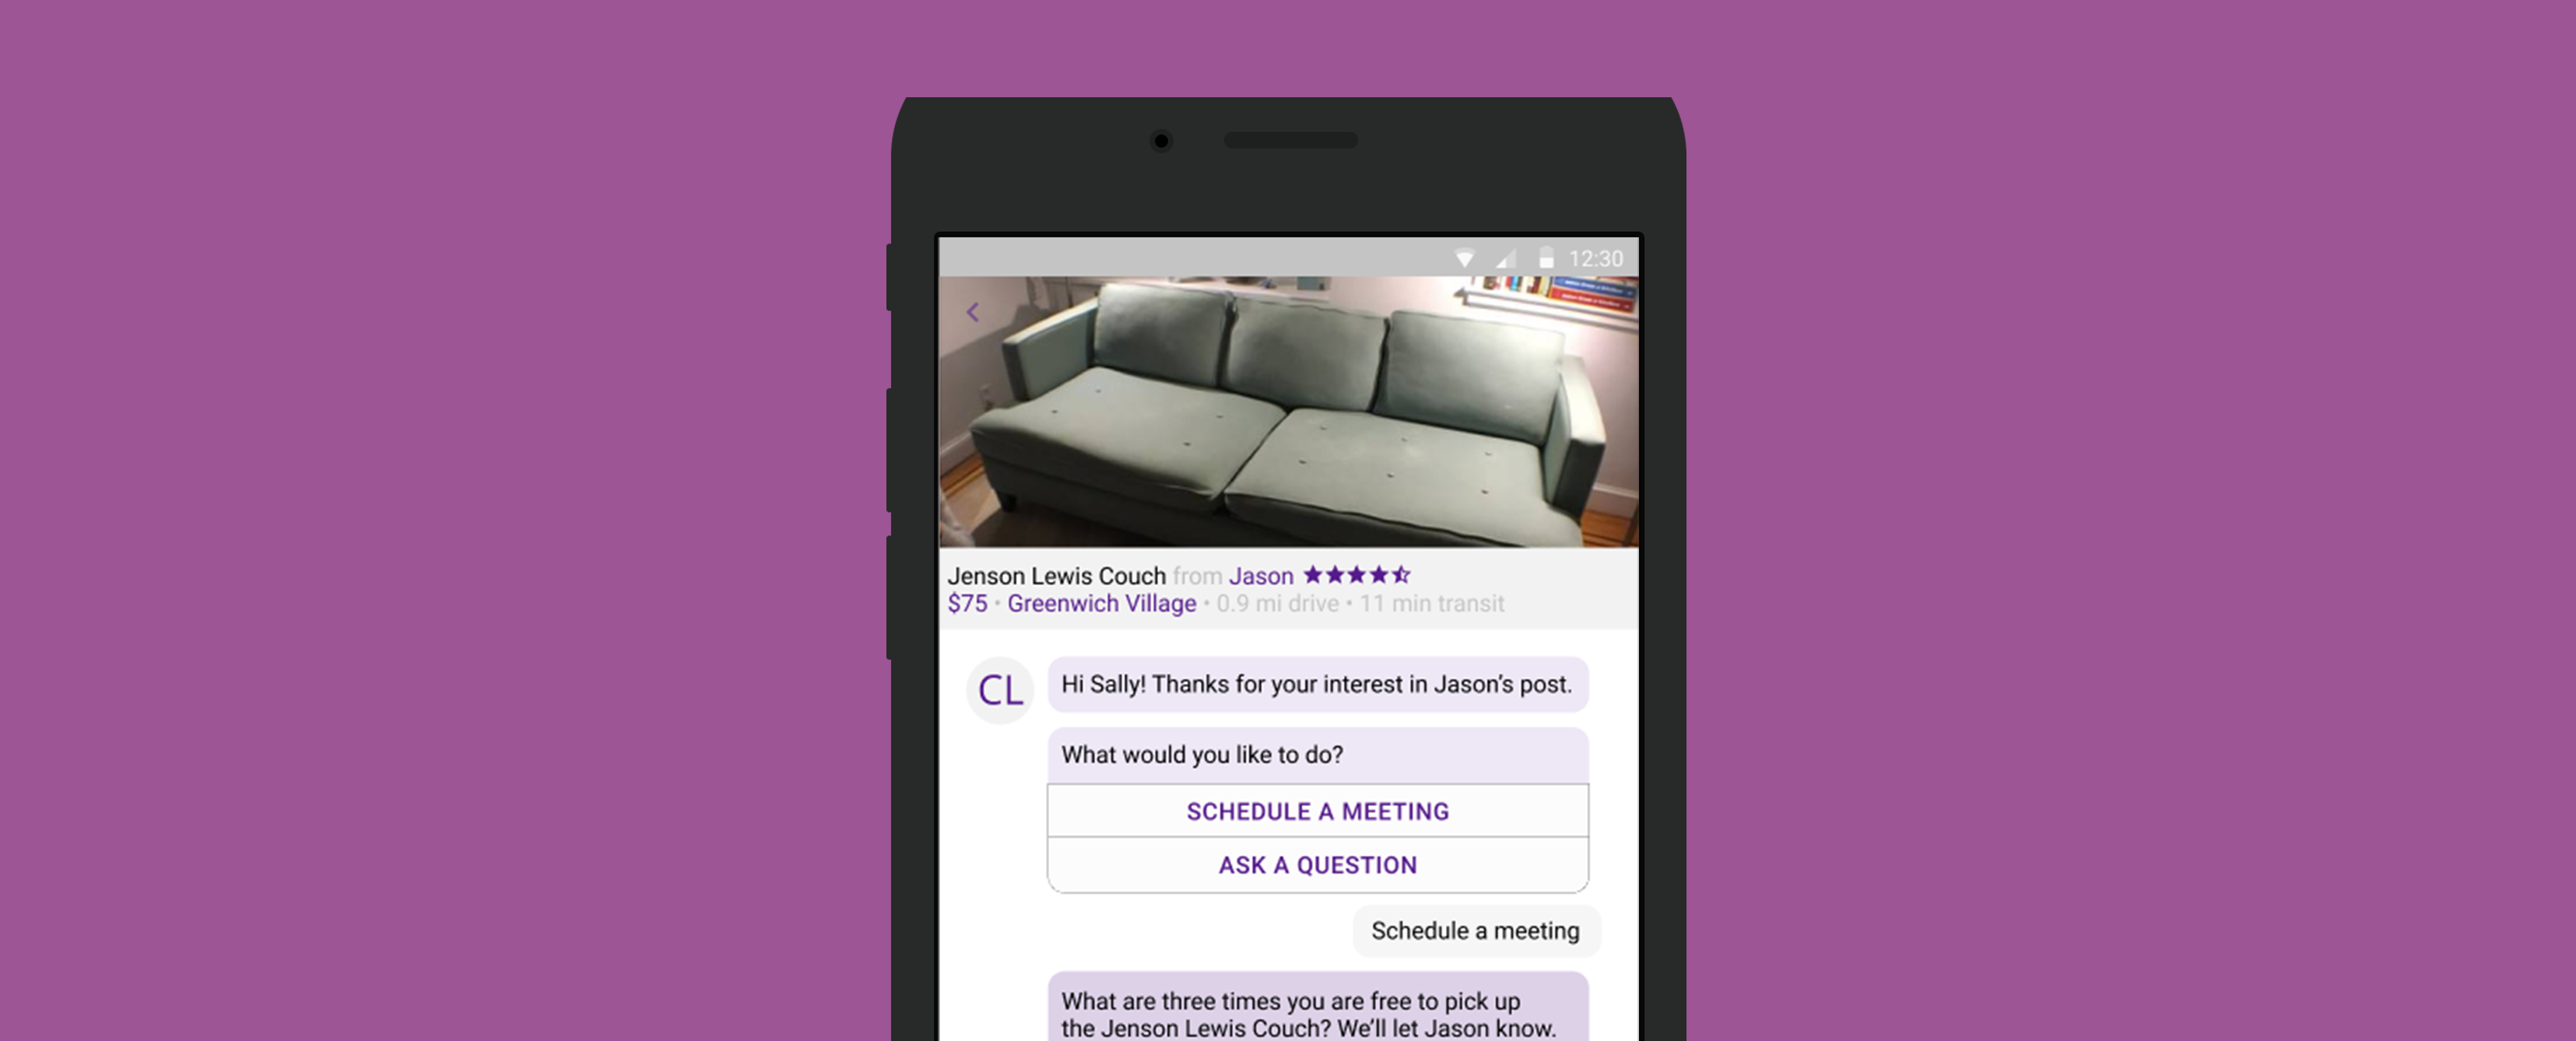 12:30
Jenson Lewis Couch from Jason
$75 • Greenwich Village • 0.9 mi drive • 11 min transit
CL
Hi Sally! Thanks for your interest in Jason’s post.
What would you like to do?
SCHEDULE A MEETING
ASK A QUESTION
Schedule a meeting
What are three times you are free to pick up
the Jenson Lewis Couch? We’ll let Jason know.